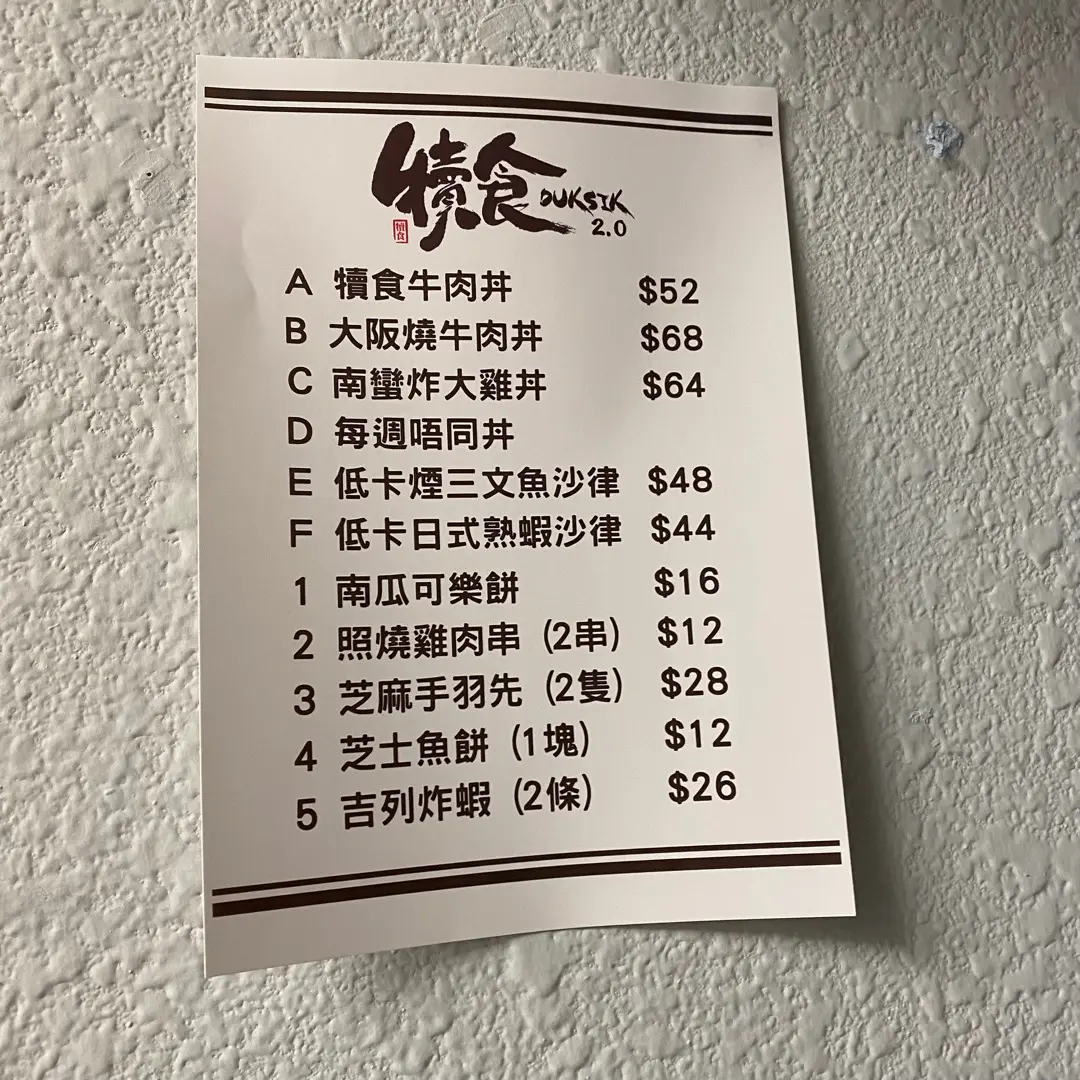 犢食 DUKSIK
2.0
犢食
A 犢食牛肉丼 $52
B 大阪燒牛肉丼 $68
C 南蠻炸大雞丼 $64
D 每週唔同丼
E 低卡煙三文魚沙律 $48
F 低卡日式熟蝦沙律 $44
1 南瓜可樂餅 $16
2 照燒雞肉串 (2串) $12
3 芝麻手羽先 (2隻) $28
4 芝士魚餅 (1塊) $12
5 吉列炸蝦 (2條) $26